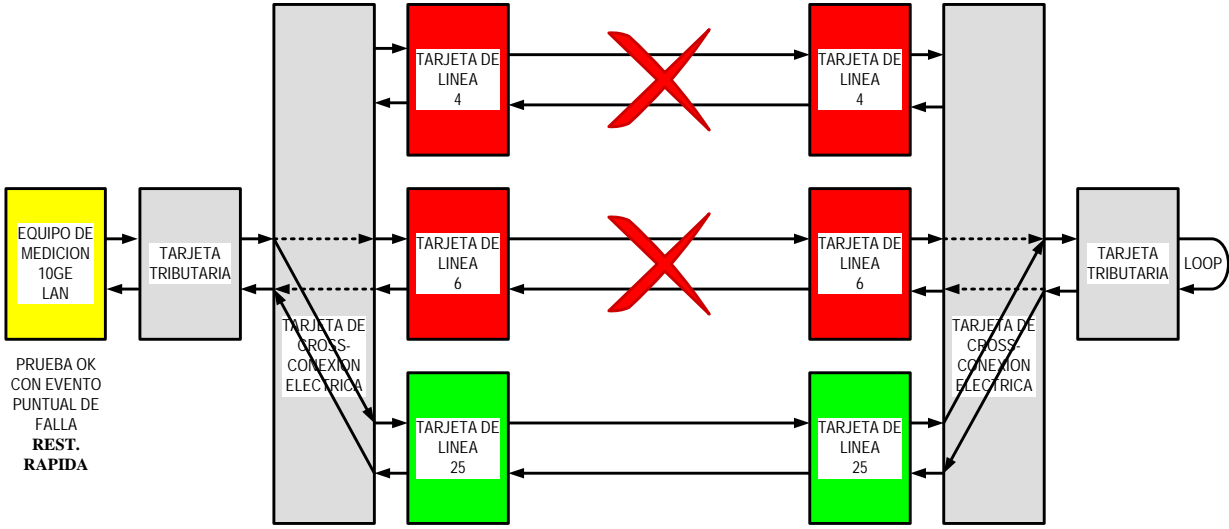 TARJETA DE
LINEA
4
TARJETA DE
LINEA
4
EQUIPO DE
MEDICION
10GE
LAN
TARJETA
TRIBUTARIA
TARJETA DE
LINEA
6
TARJETA DE
LINEA
6
TARJETA
TRIBUTARIA
LOOP
TARJETA DE
CROSS-
CONEXION
ELECTRICA
TARJETA DE
CROSS-
CONEXION
ELECTRICA
PRUEBA OK
CON EVENTO
PUNTUAL DE
FALLA
REST.
RAPIDA
TARJETA DE
LINEA
25
TARJETA DE
LINEA
25